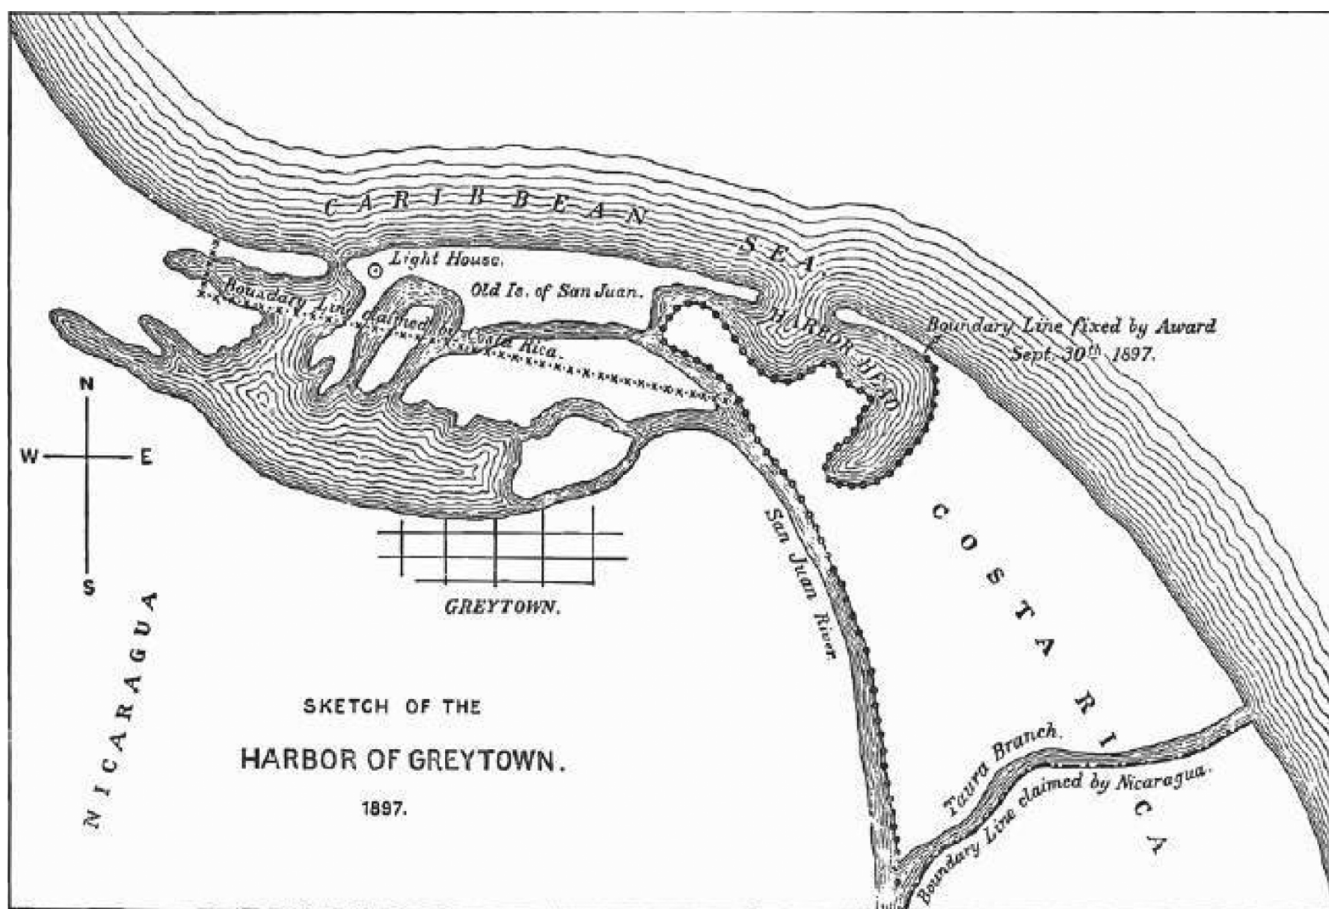 CARIBBEAN SEA
Light House.
Boundary Line claimed by Costa Rica.
Old Is. of San Juan.
HARBOR HEAD
Boundary Line fixed by Award
Sept. 30th 1897.
N
W E
S
COSTA RICA
San Juan River.
GREYTOWN.
NICARAGUA
SKETCH OF THE
HARBOR OF GREYTOWN.
1897.
Taura Branch.
Boundary Line claimed by Nicaragua.